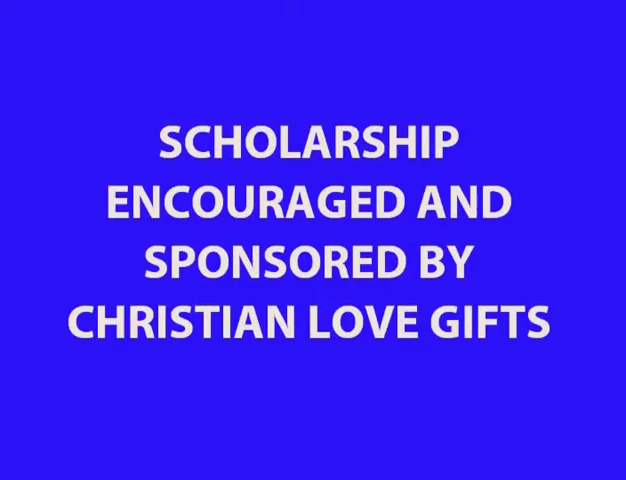 SCHOLARSHIP
ENCOURAGED AND
SPONSORED BY
CHRISTIAN LOVE GIFTS